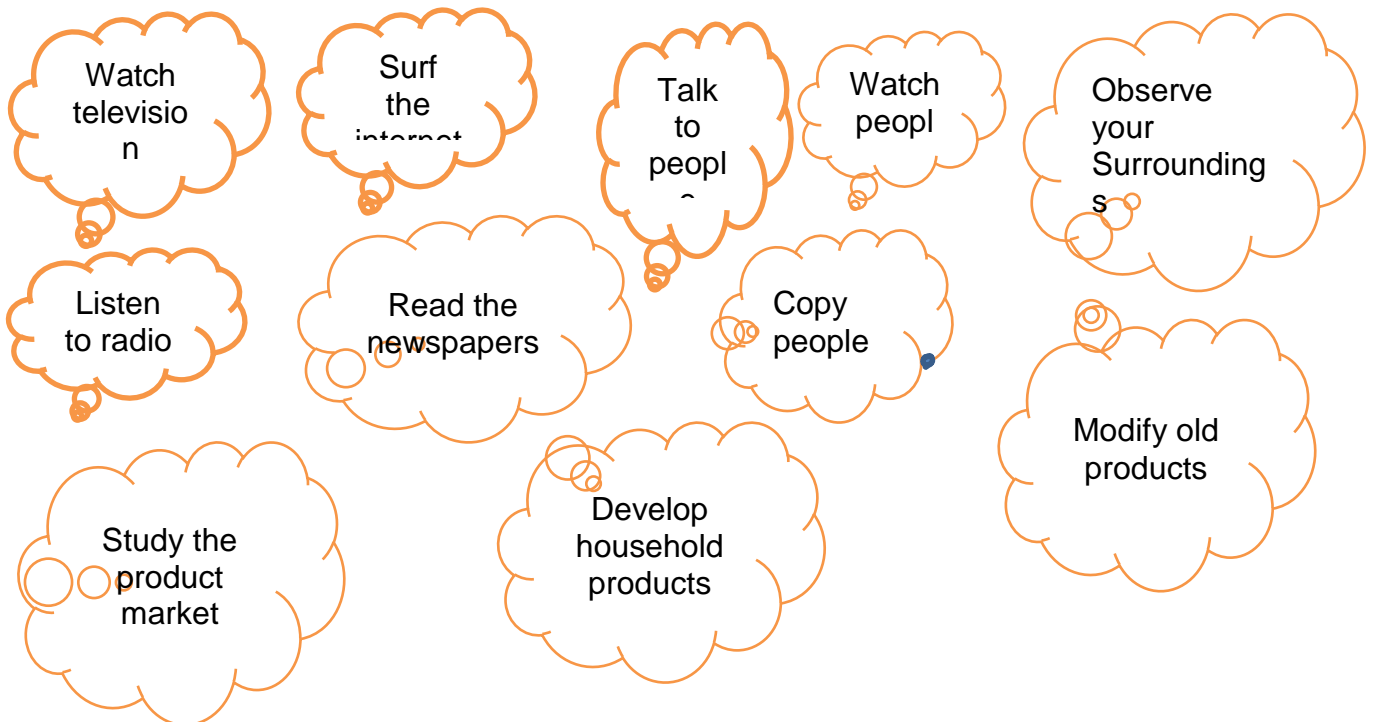 Watch
televisio
n
Surf
the
internet
Talk
to
peopl
e
Watch
peopl
Observe
your
Surrounding
s
Listen
to radio
Read the
newspapers
Copy
people
Modify old
products
Study the
product
market
Develop
household
products